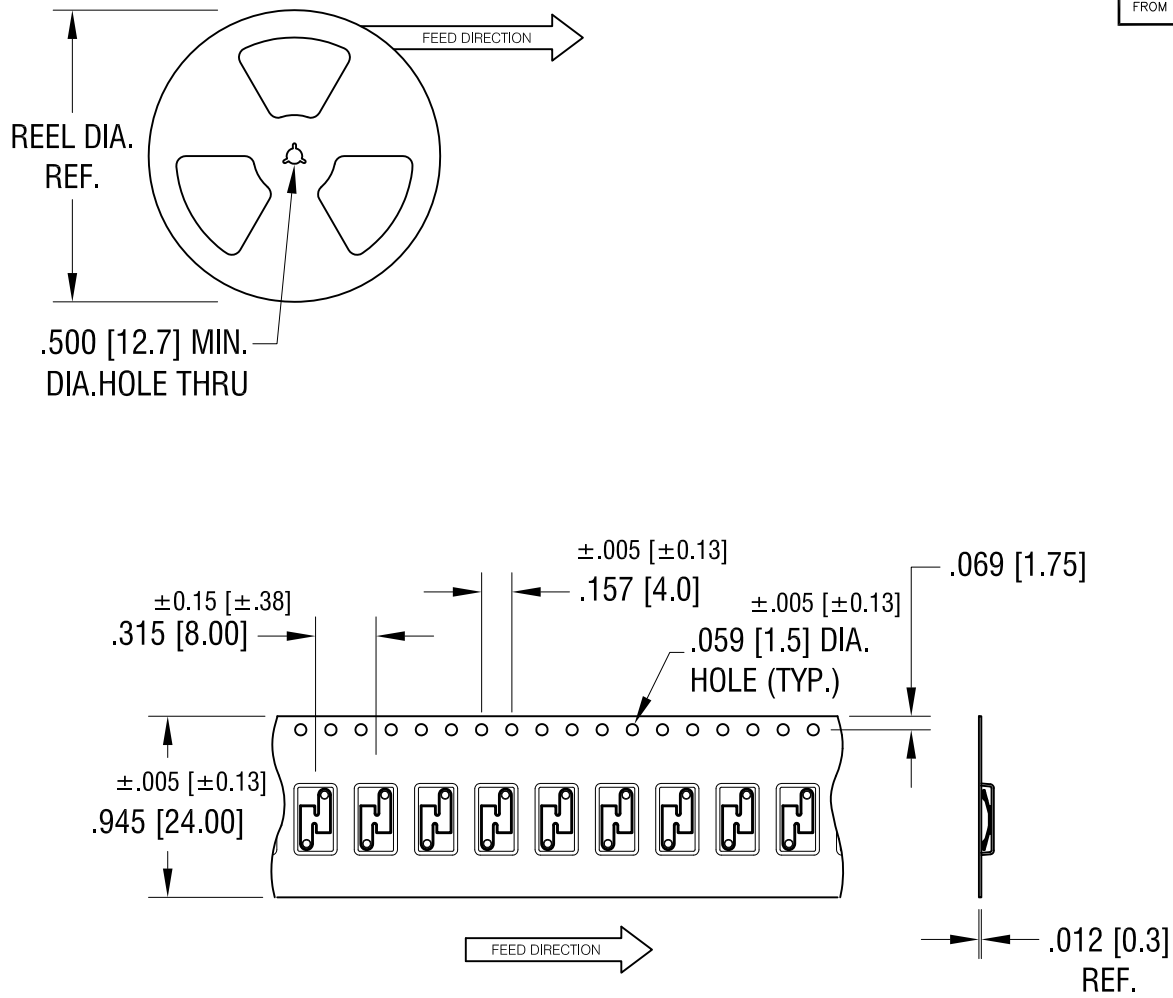 FROM
FEED DIRECTION
REEL DIA.
REF.
.500 [12.7] MIN.
DIA.HOLE THRU
±.005 [±0.13]
.157 [4.0]
.069 [1.75]
±0.15 [±.38]
.315 [8.00]
±.005 [±0.13]
.059 [1.5] DIA.
HOLE (TYP.)
±.005 [±0.13]
.945 [24.00]
FEED DIRECTION
.012 [0.3]
REF.